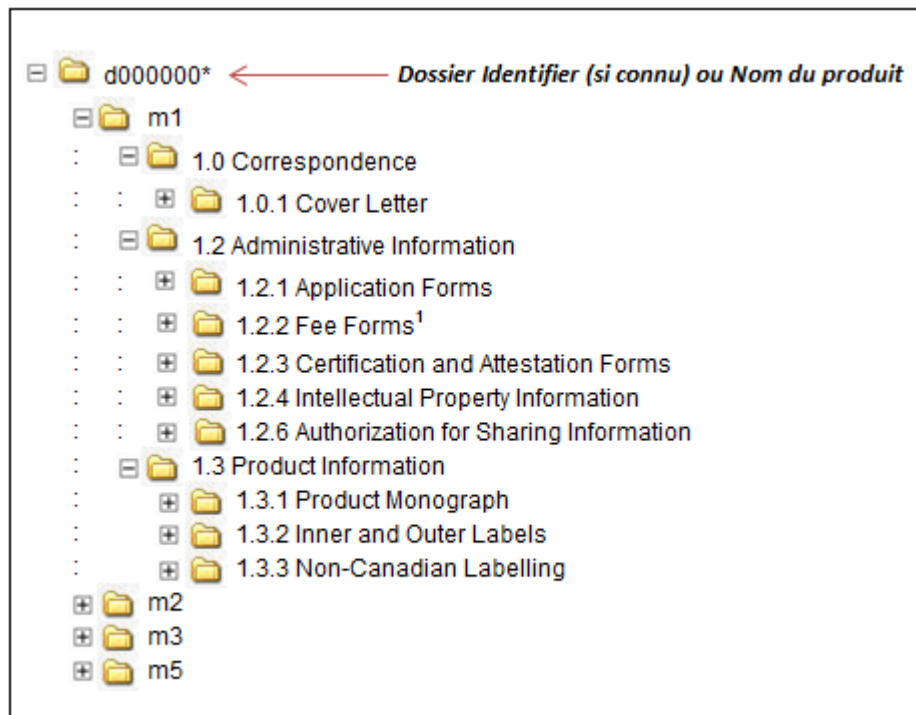 d000000* Dossier Identifier (si connu) ou Nom du produit
m1
1.0 Correspondence
1.0.1 Cover Letter
1.2 Administrative Information
1.2.1 Application Forms
1.2.2 Fee Forms¹
1.2.3 Certification and Attestation Forms
1.2.4 Intellectual Property Information
1.2.6 Authorization for Sharing Information
1.3 Product Information
1.3.1 Product Monograph
1.3.2 Inner and Outer Labels
1.3.3 Non-Canadian Labelling
m2
m3
m5